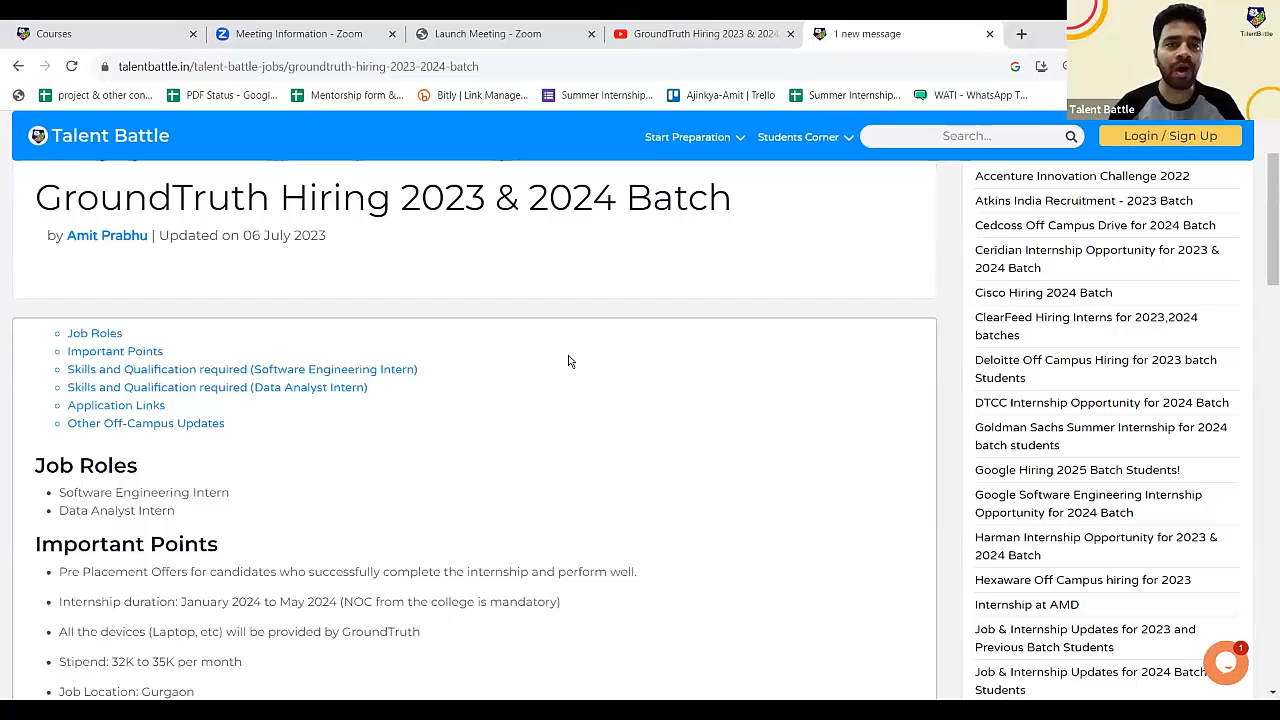 Courses
Meeting Information - Zoom
Launch Meeting - Zoom
GroundTruth Hiring 2023 & 2024
1 new message
talentbattle.in/talent-battle-jobs/groundtruth-hiring-2023-2024-batch
project & other con...
PDF Status - Googl...
Mentorship form &...
Bitly | Link Manage...
Summer Internship...
Ajinkya-Amit | Trello
Summer Internship...
WATI - WhatsApp T...
TalentBattle
Talent Battle
Talent Battle
Start Preparation
Students Corner
Search...
Login / Sign Up
GroundTruth Hiring 2023 & 2024 Batch
by Amit Prabhu | Updated on 06 July 2023
Job Roles
Important Points
Skills and Qualification required (Software Engineering Intern)
Skills and Qualification required (Data Analyst Intern)
Application Links
Other Off-Campus Updates
Job Roles
Software Engineering Intern
Data Analyst Intern
Important Points
Pre Placement Offers for candidates who successfully complete the internship and perform well.
Internship duration: January 2024 to May 2024 (NOC from the college is mandatory)
All the devices (Laptop, etc) will be provided by GroundTruth
Stipend: 32K to 35K per month
Job Location: Gurgaon
Accenture Innovation Challenge 2022
Atkins India Recruitment - 2023 Batch
Cedcoss Off Campus Drive for 2024 Batch
Ceridian Internship Opportunity for 2023 &
2024 Batch
Cisco Hiring 2024 Batch
ClearFeed Hiring Interns for 2023,2024
batches
Deloitte Off Campus Hiring for 2023 batch
Students
DTCC Internship Opportunity for 2024 Batch
Goldman Sachs Summer Internship for 2024
batch students
Google Hiring 2025 Batch Students!
Google Software Engineering Internship
Opportunity for 2024 Batch
Harman Internship Opportunity for 2023 &
2024 Batch
Hexaware Off Campus hiring for 2023
Internship at AMD
Job & Internship Updates for 2023 and
Previous Batch Students
Job & Internship Updates for 2024 Batch
Students
1